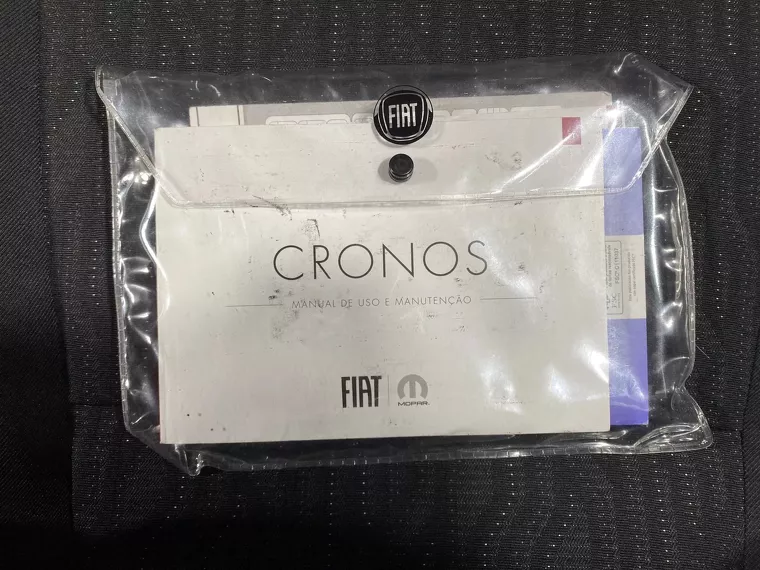 FIAT
CRONOS
MANUAL DE USO E MANUTENÇÃO
FIAT
MOPAR